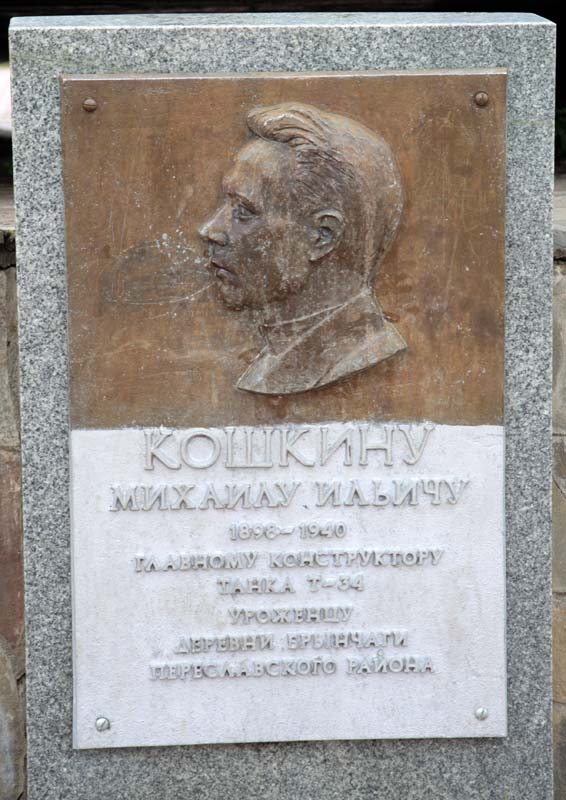 КОШКИНУ
МИХАИЛУ ИЛЬИЧУ
1898–1940
ГЛАВНОМУ КОНСТРУКТОРУ
ТАНКА Т-34
УРОЖЕНЦУ
ДЕРЕВНИ БРЫНЧАГИ
ПЕРЕСЛАВСКОГО РАЙОНА